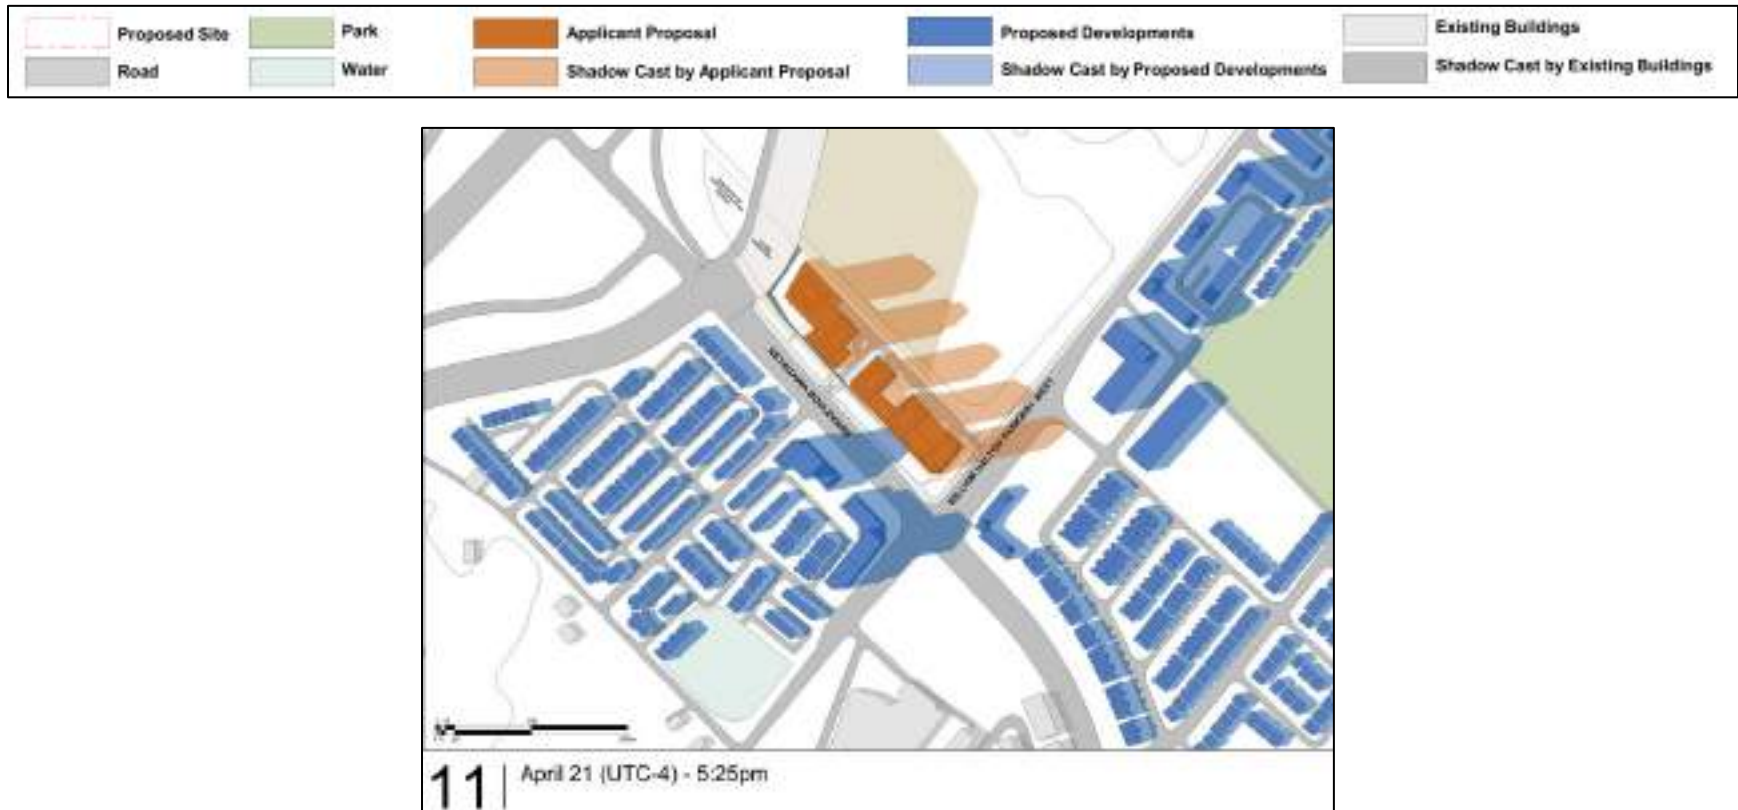 Proposed Site
Park
Applicant Proposal
Proposed Developments
Existing Buildings
Road
Water
Shadow Cast by Applicant Proposal
Shadow Cast by Proposed Developments
Shadow Cast by Existing Buildings
11
April 21 (UTC-4) - 5:25pm